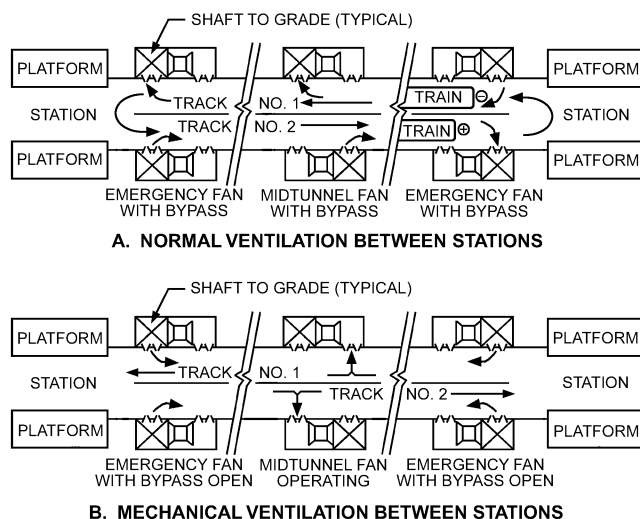 SHAFT TO GRADE (TYPICAL)
PLATFORM
PLATFORM
TRACK NO. 1
TRAIN ⊖
STATION
STATION
TRACK NO. 2
TRAIN ⊕
PLATFORM
PLATFORM
EMERGENCY FAN
WITH BYPASS
MIDTUNNEL FAN
WITH BYPASS
EMERGENCY FAN
WITH BYPASS
A. NORMAL VENTILATION BETWEEN STATIONS
SHAFT TO GRADE (TYPICAL)
PLATFORM
PLATFORM
TRACK NO. 1
STATION
STATION
TRACK NO. 2
PLATFORM
PLATFORM
EMERGENCY FAN
WITH BYPASS OPEN
MIDTUNNEL FAN
OPERATING
EMERGENCY FAN
WITH BYPASS OPEN
B. MECHANICAL VENTILATION BETWEEN STATIONS